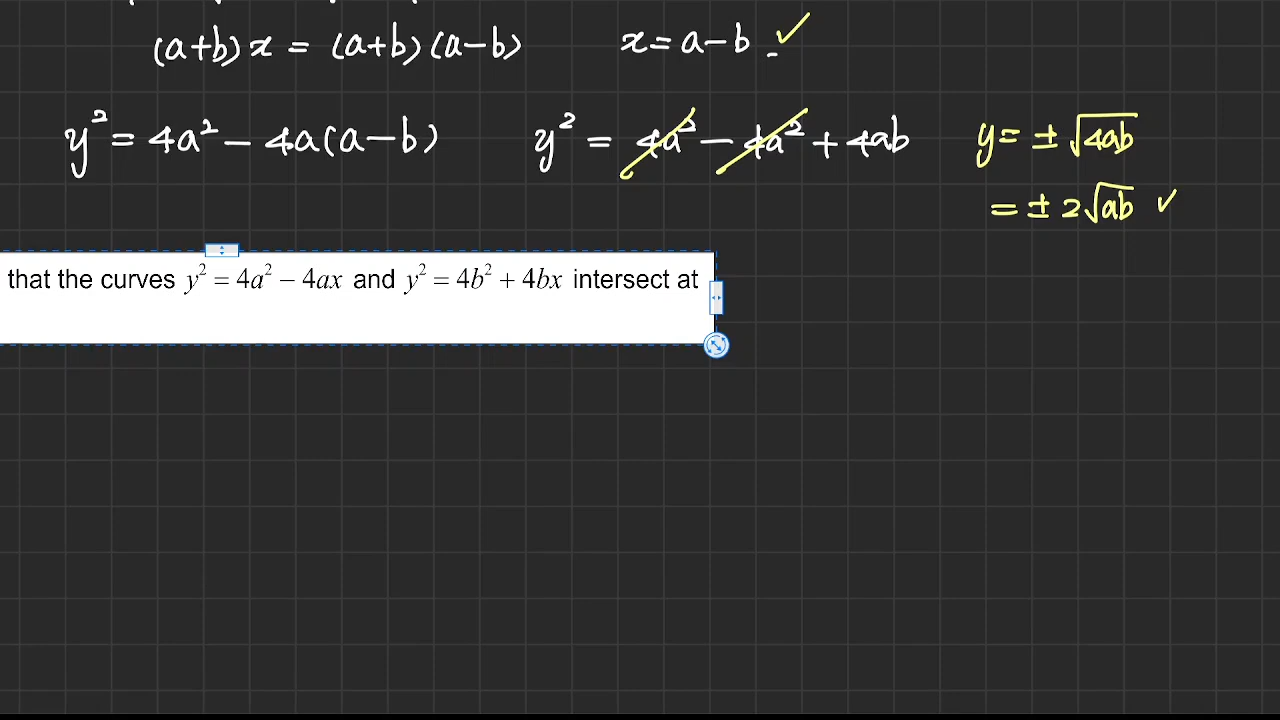 (a+b) x = (a+b)(a-b) x = a-b
y² = 4a² - 4a(a-b) y² = 4a² - 4a² + 4ab y = ± √4ab
= ± 2√ab
that the curves y² = 4a² − 4ax and y² = 4b² + 4bx intersect at